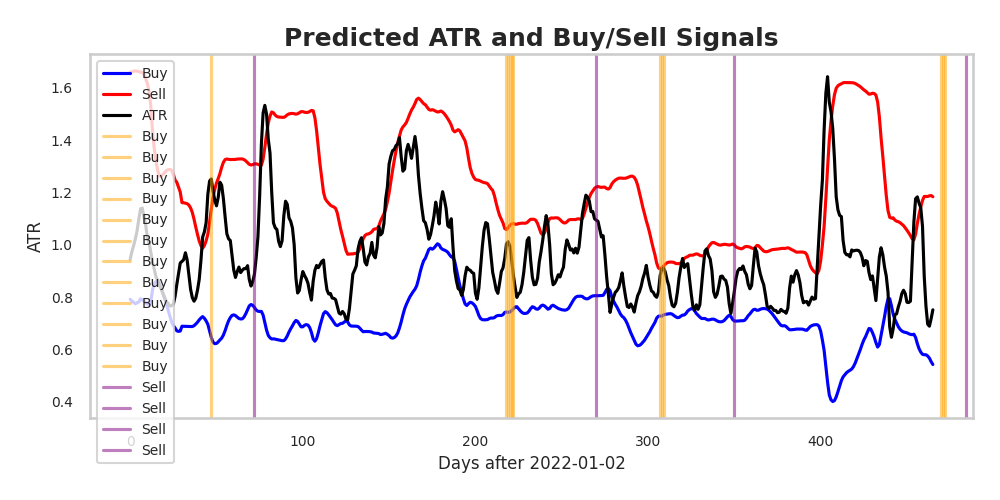 Predicted ATR and Buy/Sell Signals
1.6
1.4
1.2
1.0
0.8
0.6
0.4
ATR
Buy
Sell
ATR
Buy
Buy
Buy
Buy
Buy
Buy
Buy
Buy
Buy
Buy
Buy
Buy
Sell
Sell
Sell
Sell
0
100
200
300
400
Days after 2022-01-02